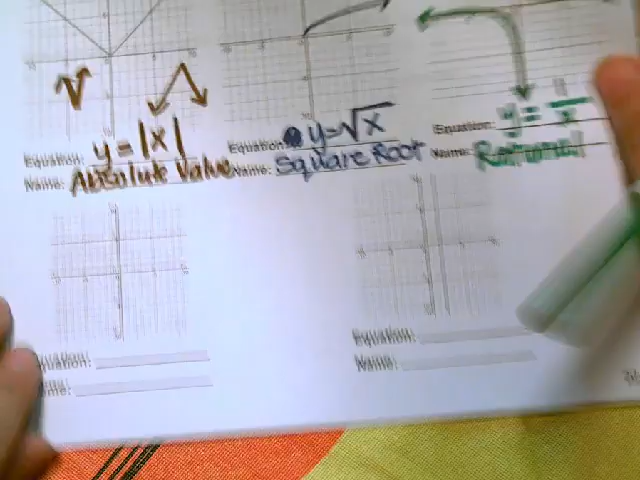 Equation: y = |x|
Name: Absolute Value
Equation: y = √x
Name: Square Root
Equation: y = 1/x
Name: Rational
Equation:
Name:
Equation:
Name: